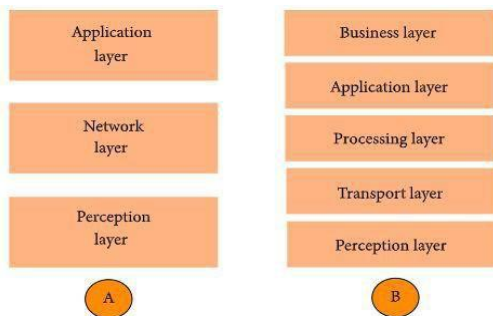 Application
layer
Network
layer
Perception
layer
A
Business layer
Application layer
Processing layer
Transport layer
Perception layer
B